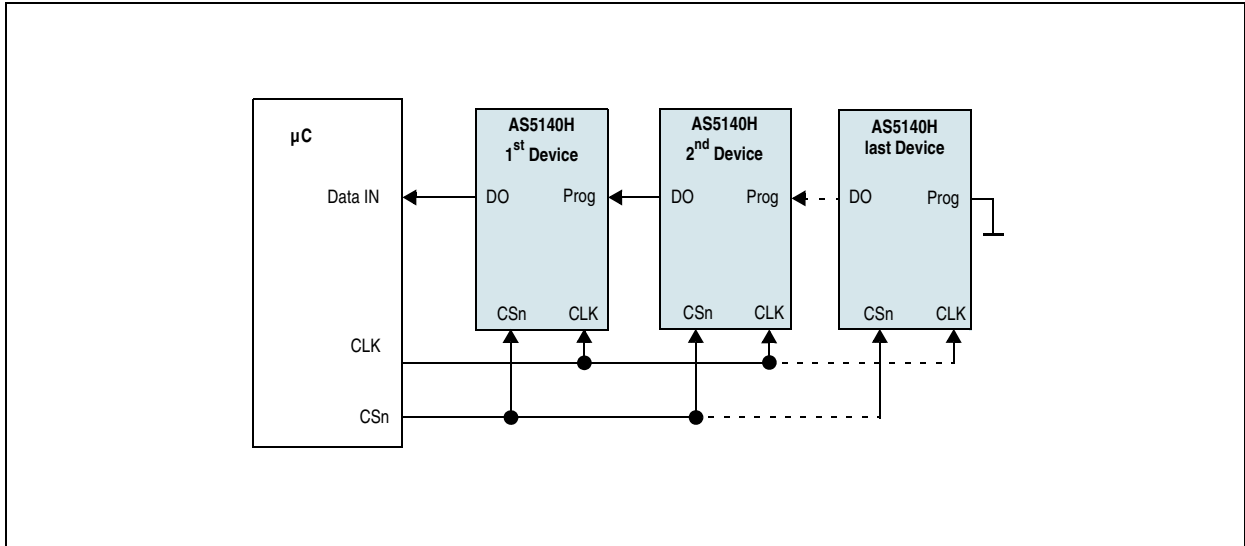 µC
Data IN
CLK
CSn
AS5140H
1st Device
DO Prog
CSn CLK
AS5140H
2nd Device
DO Prog
CSn CLK
AS5140H
last Device
DO Prog
CSn CLK